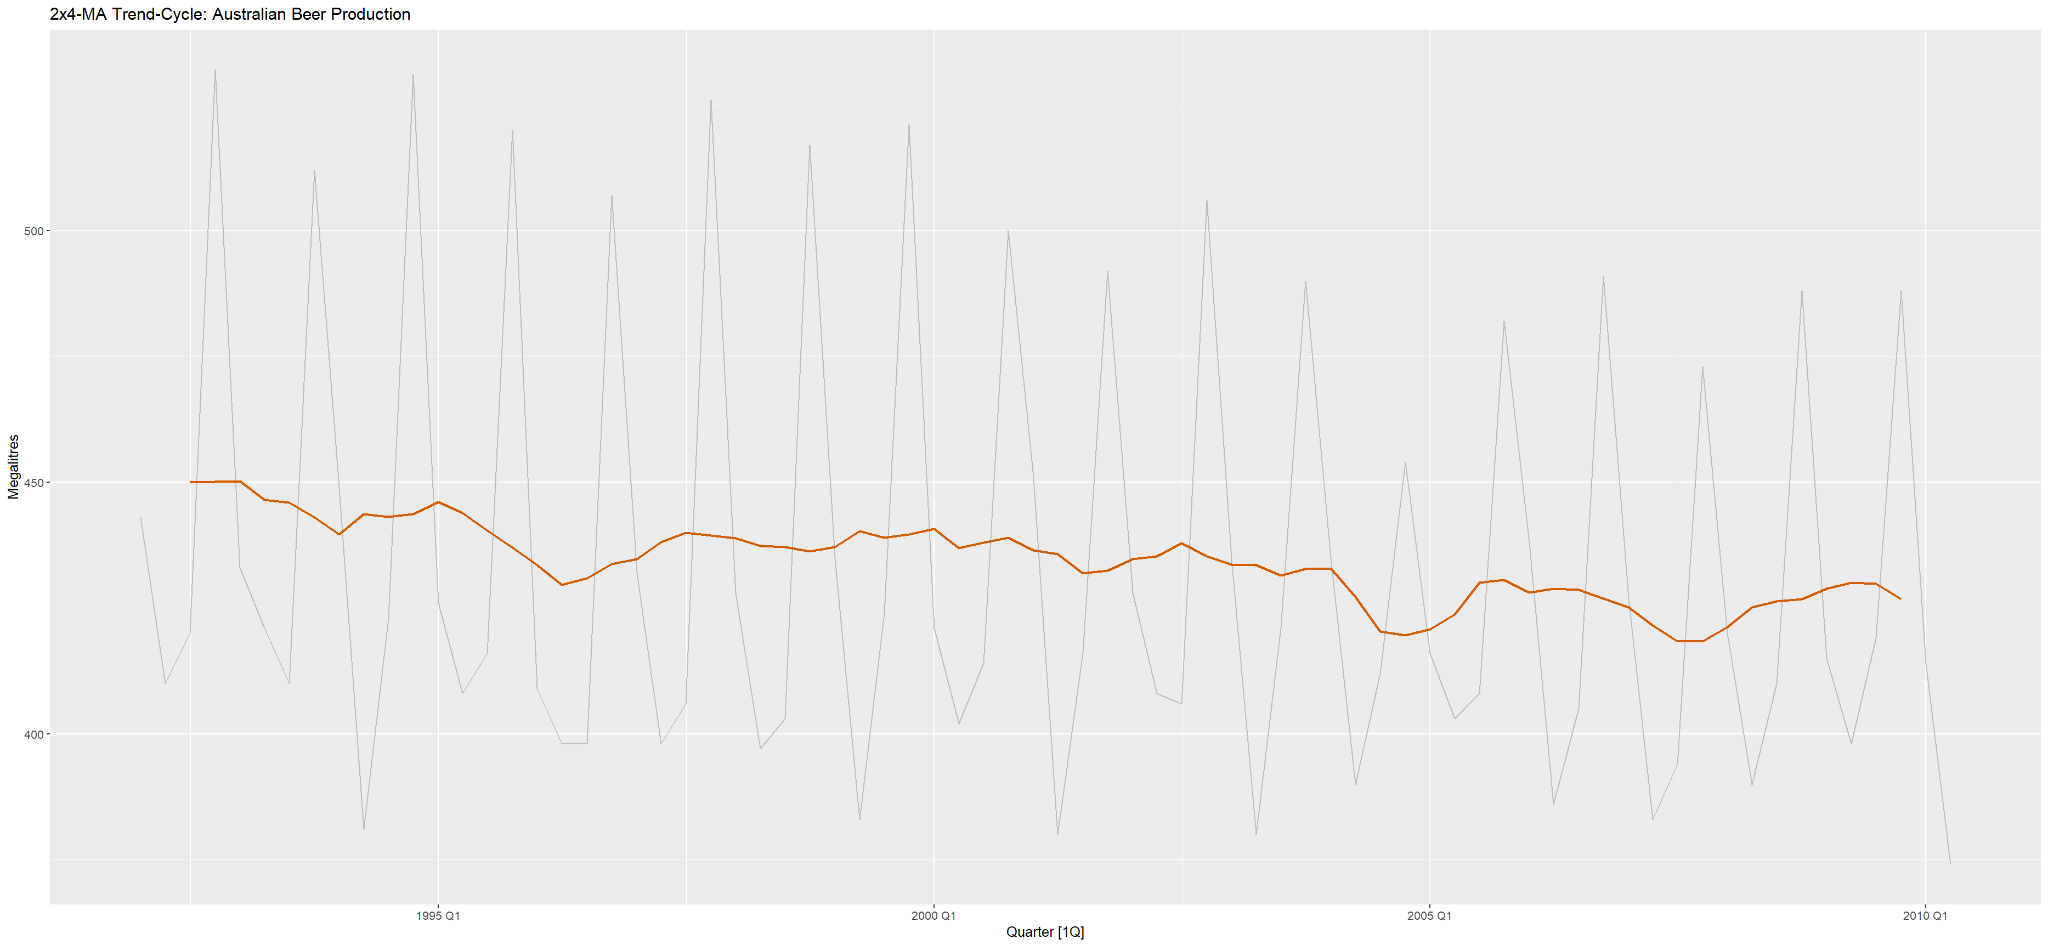 2x4-MA Trend-Cycle: Australian Beer Production
Megalitres
500
450
400
1995 Q1
2000 Q1
2005 Q1
2010 Q1
Quarter [1Q]